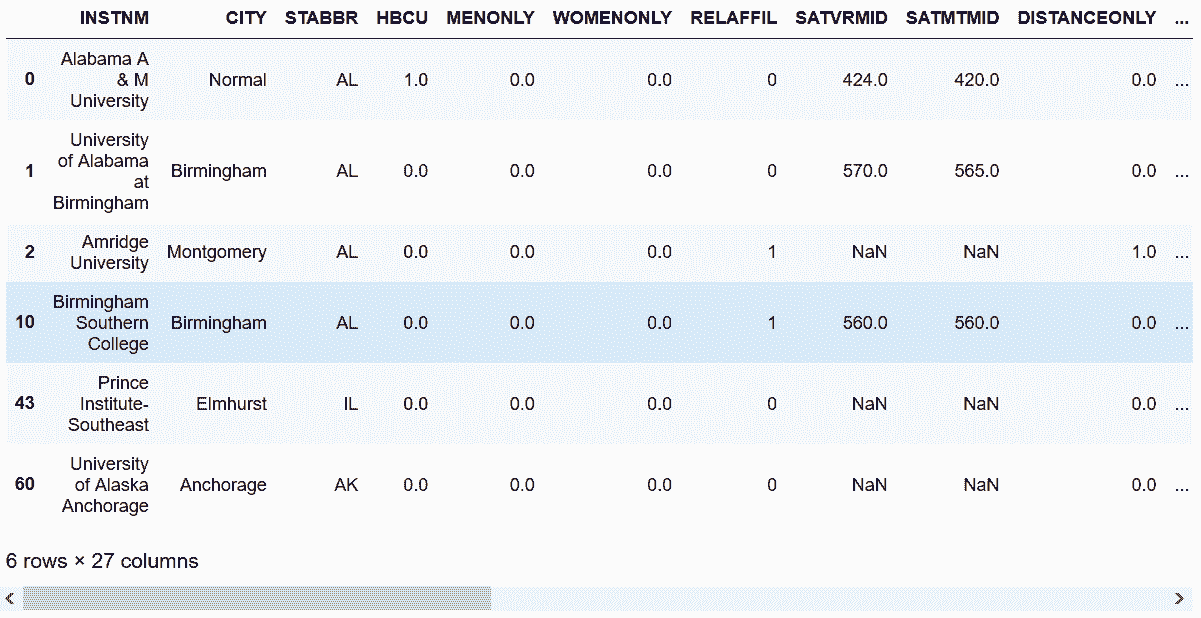 INSTNM CITY STABBR HBCU MENONLY WOMENONLY RELAFFIL SATVRMID SATMTMID DISTANCEONLY ...
Alabama A
0 & M Normal AL 1.0 0.0 0.0 0 424.0 420.0 0.0 ...
University
University
of Alabama
1 at Birmingham AL 0.0 0.0 0.0 0 570.0 565.0 0.0 ...
Birmingham
2 Amridge Montgomery AL 0.0 0.0 0.0 1 NaN NaN 1.0 ...
University
Birmingham
10 Southern Birmingham AL 0.0 0.0 0.0 1 560.0 560.0 0.0 ...
College
Prince
43 Institute- Elmhurst IL 0.0 0.0 0.0 0 NaN NaN 0.0 ...
Southeast
University
60 of Alaska Anchorage AK 0.0 0.0 0.0 0 NaN NaN 0.0 ...
Anchorage
6 rows × 27 columns